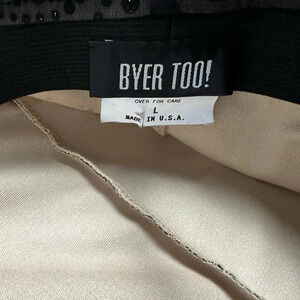 BYER TOO!
OVER FOR CARE
L
MADE IN U.S.A.